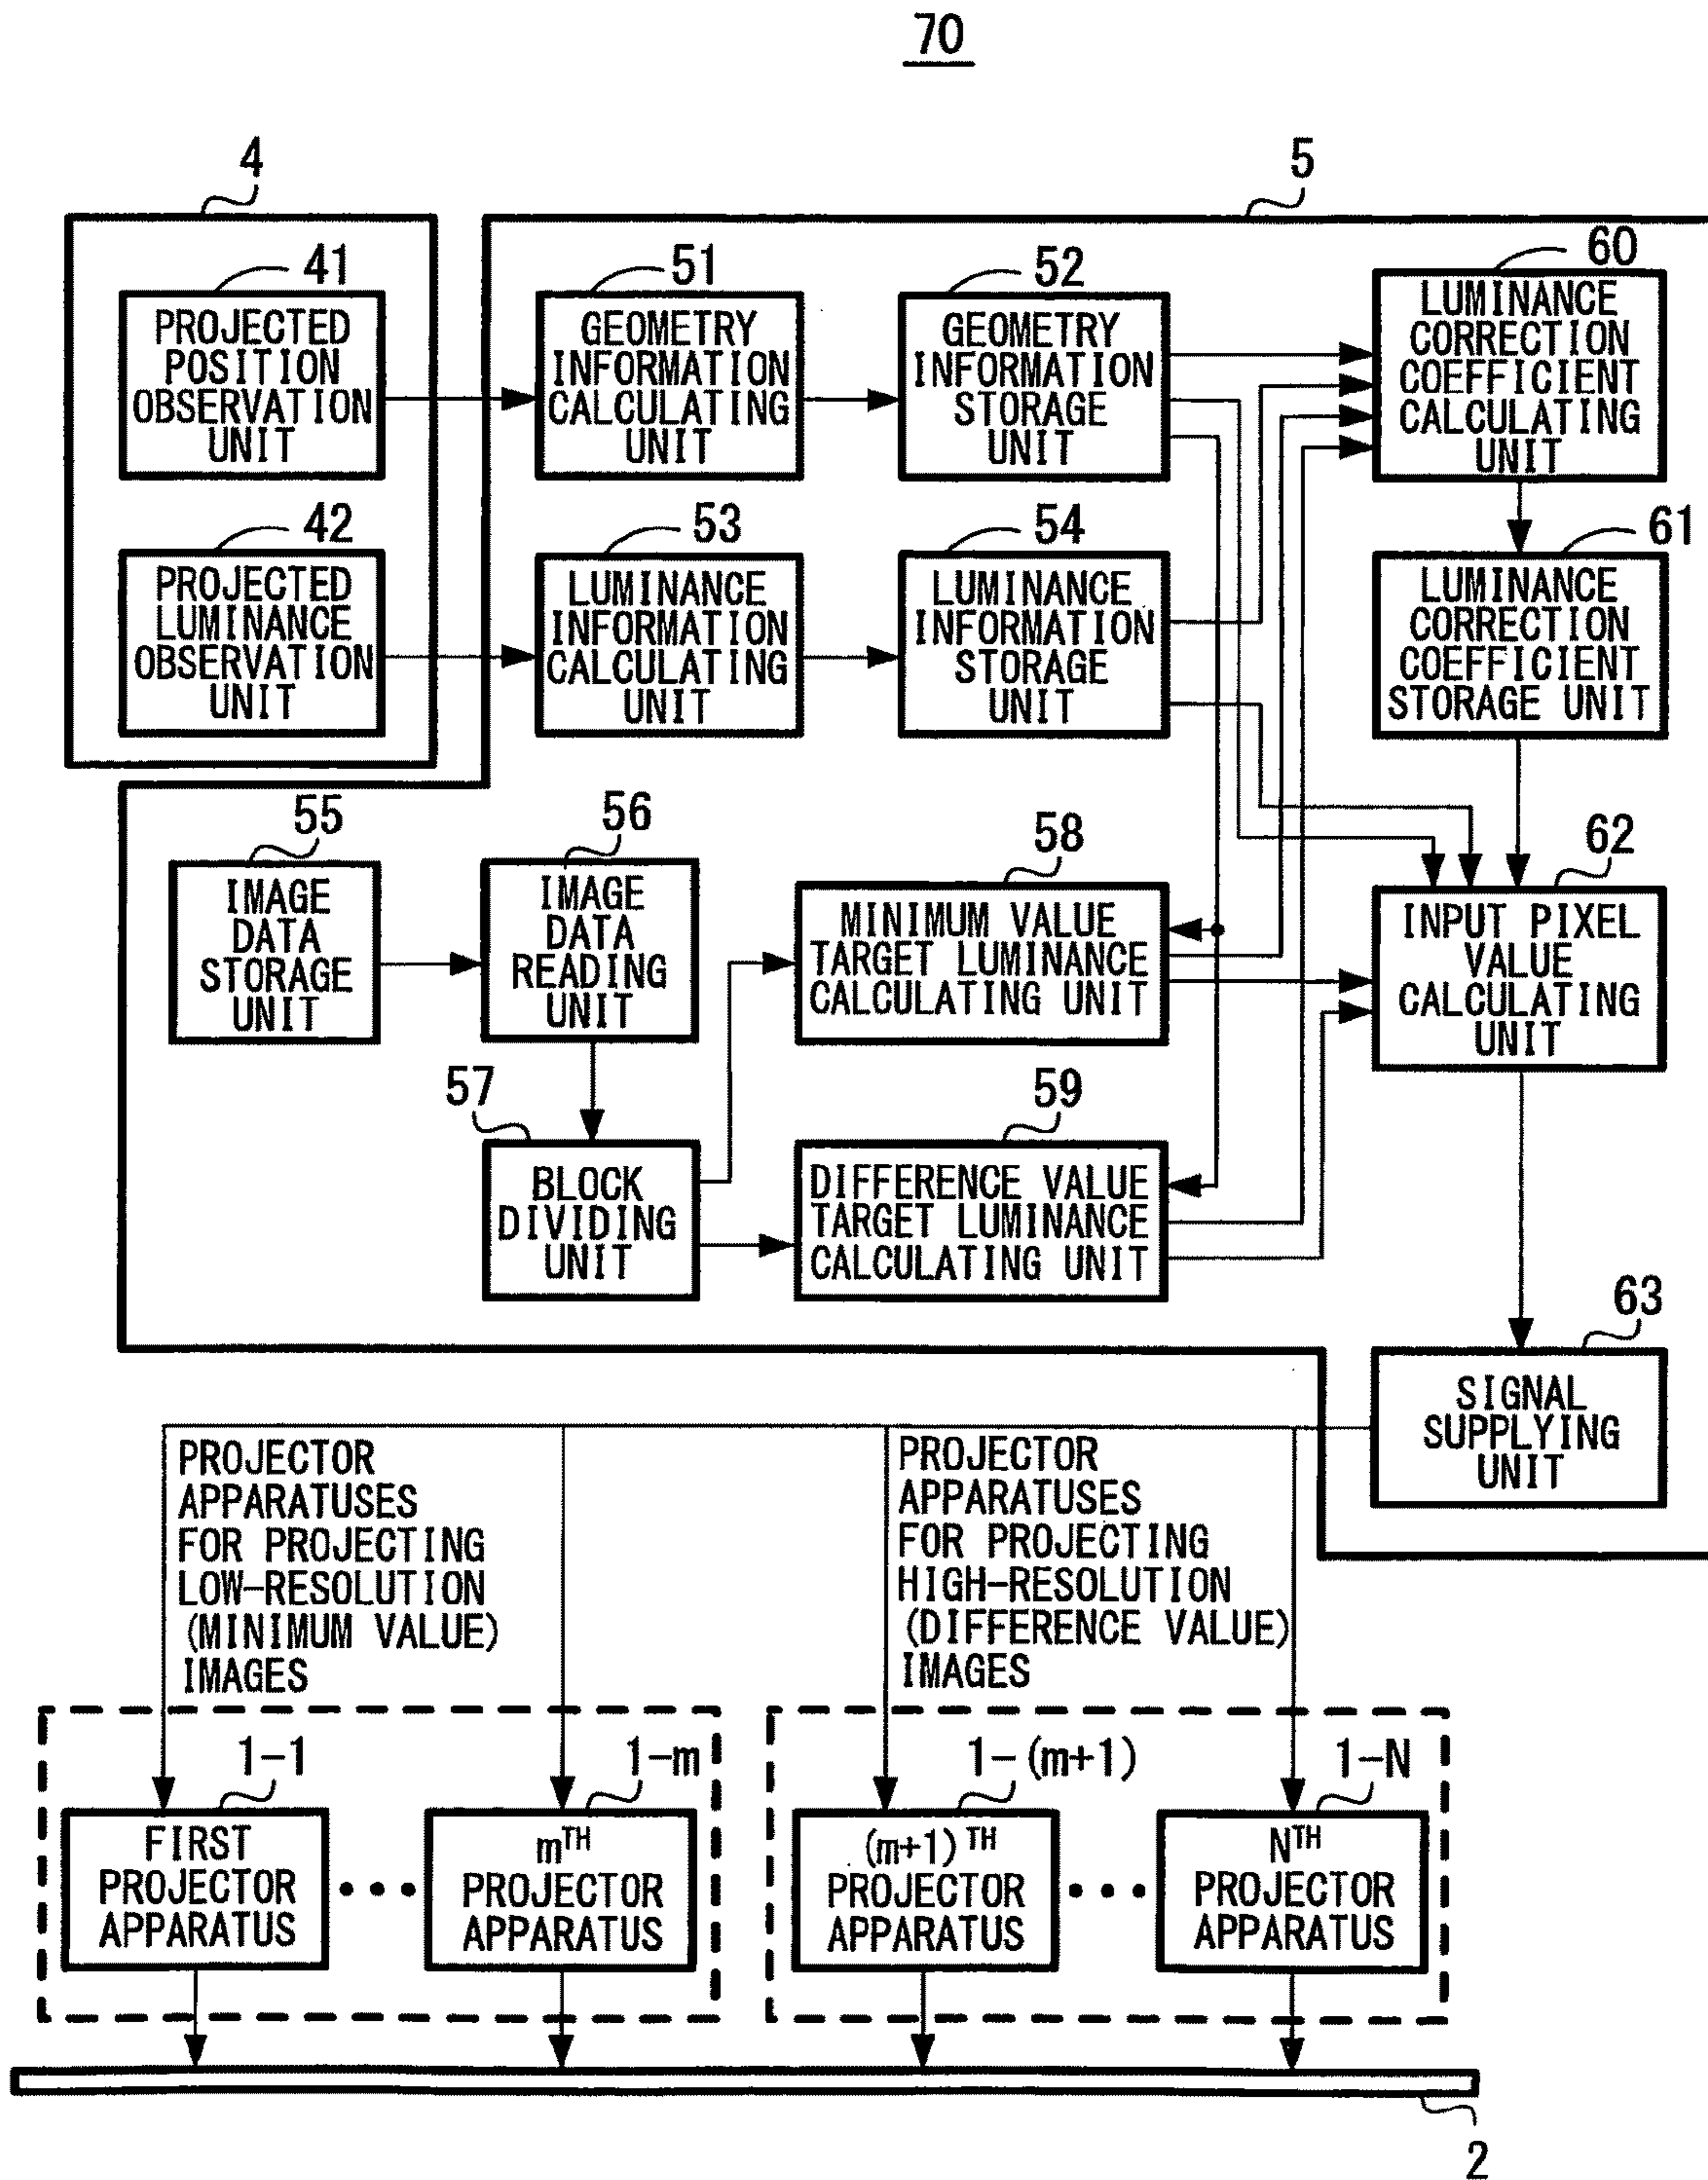 70
4
5
41
PROJECTED
POSITION
OBSERVATION
UNIT
51
GEOMETRY
INFORMATION
CALCULATING
UNIT
52
GEOMETRY
INFORMATION
STORAGE
UNIT
60
LUMINANCE
CORRECTION
COEFFICIENT
CALCULATING
UNIT
42
PROJECTED
LUMINANCE
OBSERVATION
UNIT
53
LUMINANCE
INFORMATION
CALCULATING
UNIT
54
LUMINANCE
INFORMATION
STORAGE
UNIT
61
LUMINANCE
CORRECTION
COEFFICIENT
STORAGE UNIT
55
IMAGE
DATA
STORAGE
UNIT
56
IMAGE
DATA
READING
UNIT
58
MINIMUM VALUE
TARGET LUMINANCE
CALCULATING UNIT
62
INPUT PIXEL
VALUE
CALCULATING
UNIT
57
BLOCK
DIVIDING
UNIT
59
DIFFERENCE VALUE
TARGET LUMINANCE
CALCULATING UNIT
63
SIGNAL
SUPPLYING
UNIT
PROJECTOR
APPARATUSES
FOR PROJECTING
LOW-RESOLUTION
(MINIMUM VALUE)
IMAGES
PROJECTOR
APPARATUSES
FOR PROJECTING
HIGH-RESOLUTION
(DIFFERENCE VALUE)
IMAGES
1-1
FIRST
PROJECTOR
APPARATUS
1-m
mTH
PROJECTOR
APPARATUS
1-(m+1)
(m+1)TH
PROJECTOR
APPARATUS
1-N
NTH
PROJECTOR
APPARATUS
2